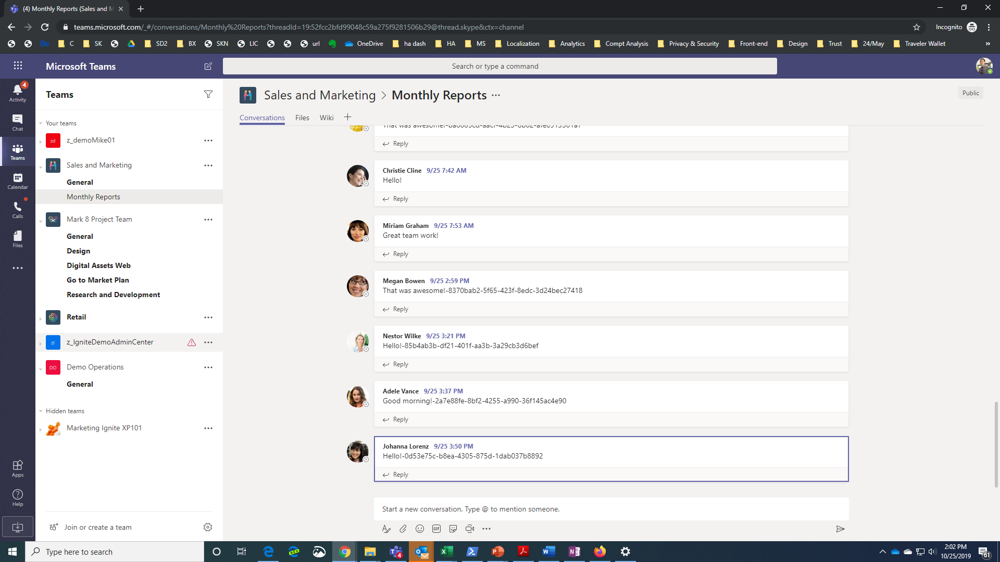 (4) Monthly Reports (Sales and M
teams.microsoft.com/_#/conversations/Monthly%20Reports?threadId=19:52fcc2bfd99048c59a275f9281506b29@thread.skype&ctx=channel
Incognito
Be C SK SD2 BX SKN LIC url OneDrive ha dash HA MS Localization Analytics Compt Analysis Privacy & Security Front-end Design Trust 24/May Traveler Wallet »
Microsoft Teams
Search or type a command
4
Activity
Chat
Teams
Calendar
Calls
Files
Apps
Help
Teams
Your teams
zd z_demoMike01
Sales and Marketing
General
Monthly Reports
Mark 8 Project Team
General
Design
Digital Assets Web
Go to Market Plan
Research and Development
Retail
zI z_IgniteDemoAdminCenter
DO Demo Operations
General
Hidden teams
Marketing Ignite XP101
Join or create a team
Sales and Marketing > Monthly Reports
Public
Conversations Files Wiki
Reply
Christie Cline 9/25 7:42 AM
Hello!
Reply
Miriam Graham 9/25 7:53 AM
Great team work!
Reply
Megan Bowen 9/25 2:59 PM
That was awesome!-8370bab2-5f65-423f-8edc-3d24bec27418
Reply
Nestor Wilke 9/25 3:21 PM
Hello!-85b4ab3b-df21-401f-aa3b-3a29cb3d6bef
Reply
Adele Vance 9/25 3:37 PM
Good morning!-2a7e88fe-8bf2-4255-a990-36f145ac4e90
Reply
Johanna Lorenz 9/25 3:50 PM
Hello!-0d53e75c-b8ea-4305-875d-1dab037b8892
Reply
Start a new conversation. Type @ to mention someone.
GIF
Type here to search
4
2:02 PM
10/25/2019
61